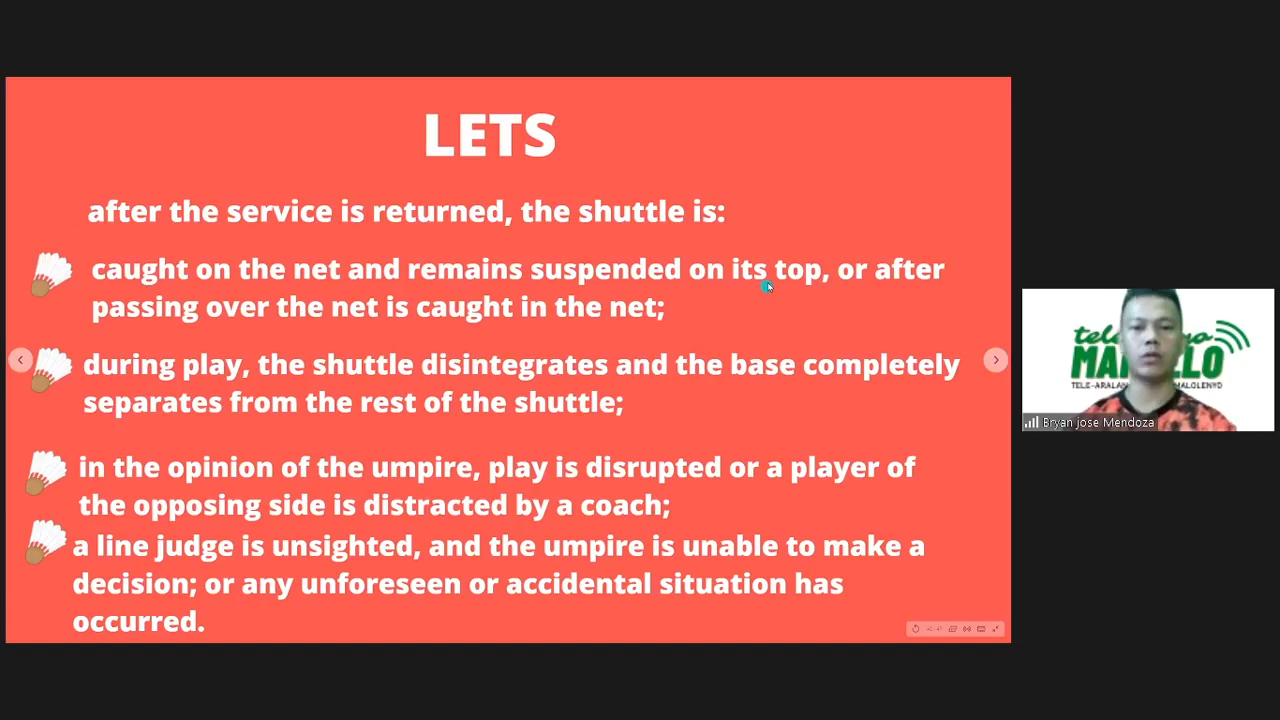 LETS
after the service is returned, the shuttle is:
caught on the net and remains suspended on its top, or after
passing over the net is caught in the net;
during play, the shuttle disintegrates and the base completely
separates from the rest of the shuttle;
in the opinion of the umpire, play is disrupted or a player of
the opposing side is distracted by a coach;
a line judge is unsighted, and the umpire is unable to make a
decision; or any unforeseen or accidental situation has
occurred.
Bryan jose Mendoza